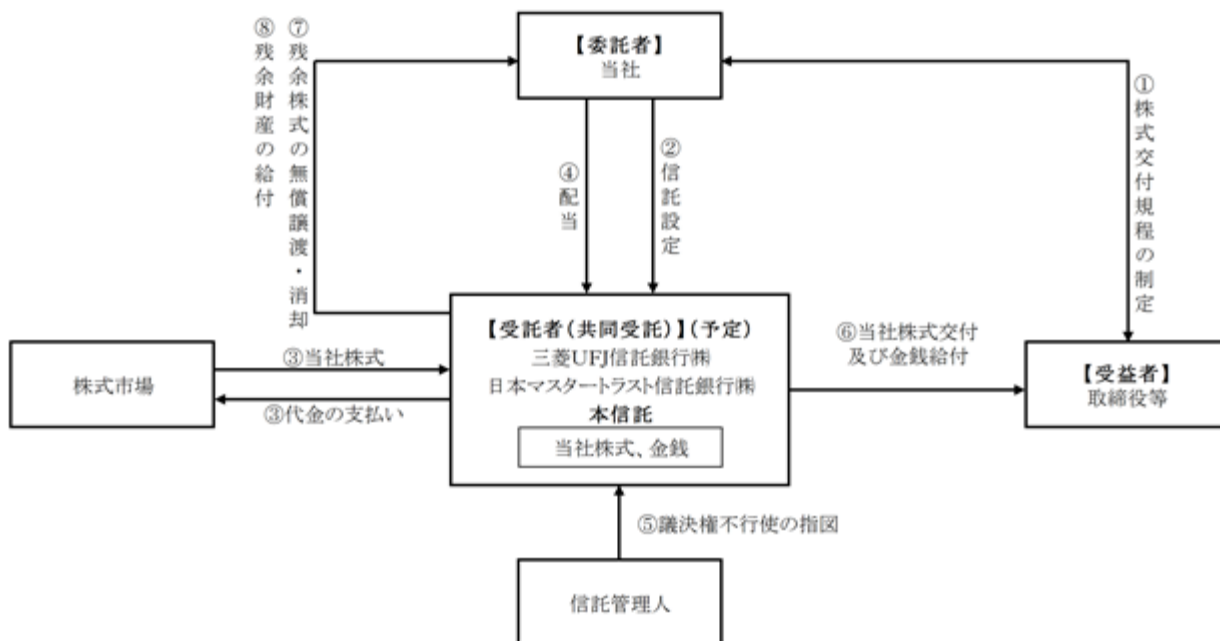 【委託者】
当社
⑧残余財産の給付
⑦残余株式の無償譲渡・消却
④配当
②信託設定
①株式交付規程の制定
【受託者(共同受託)】(予定)
三菱UFJ信託銀行㈱
日本マスタートラスト信託銀行㈱
本信託
当社株式、金銭
株式市場
③当社株式
③代金の支払い
⑥当社株式交付
及び金銭給付
【受益者】
取締役等
⑤議決権不行使の指図
信託管理人